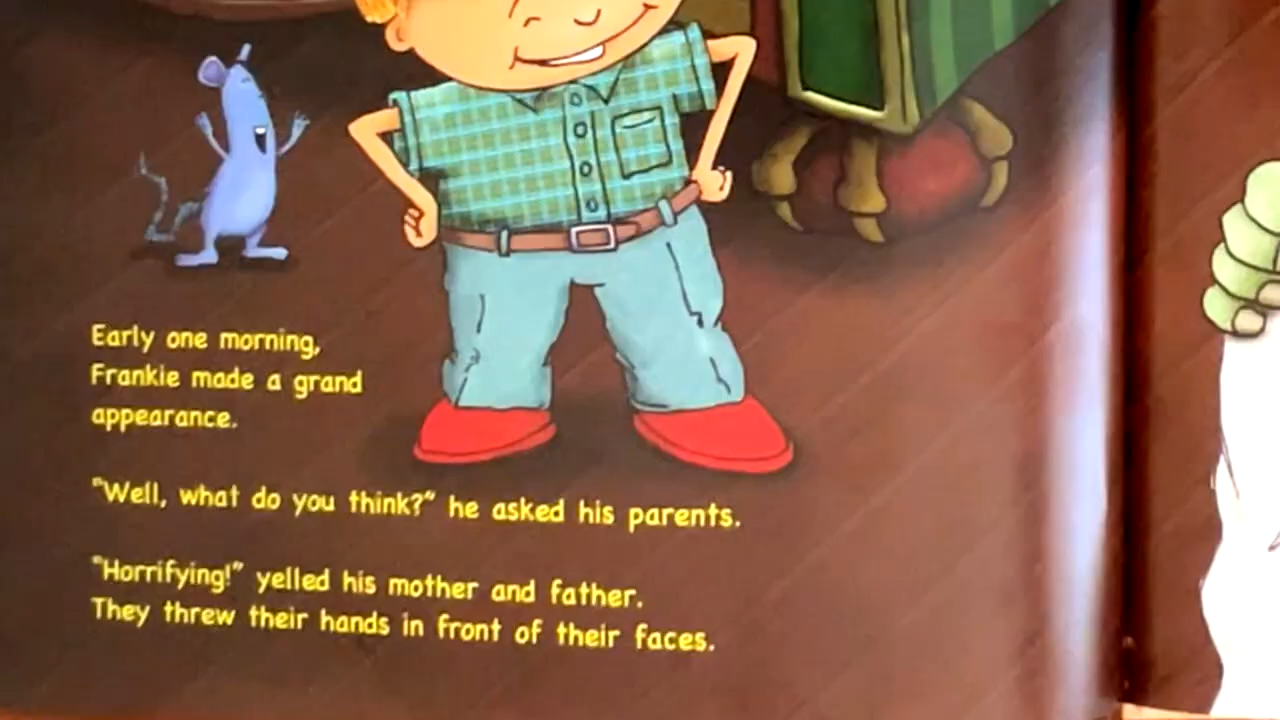 Early one morning,
Frankie made a grand
appearance.
"Well, what do you think?" he asked his parents.
"Horrifying!" yelled his mother and father.
They threw their hands in front of their faces.